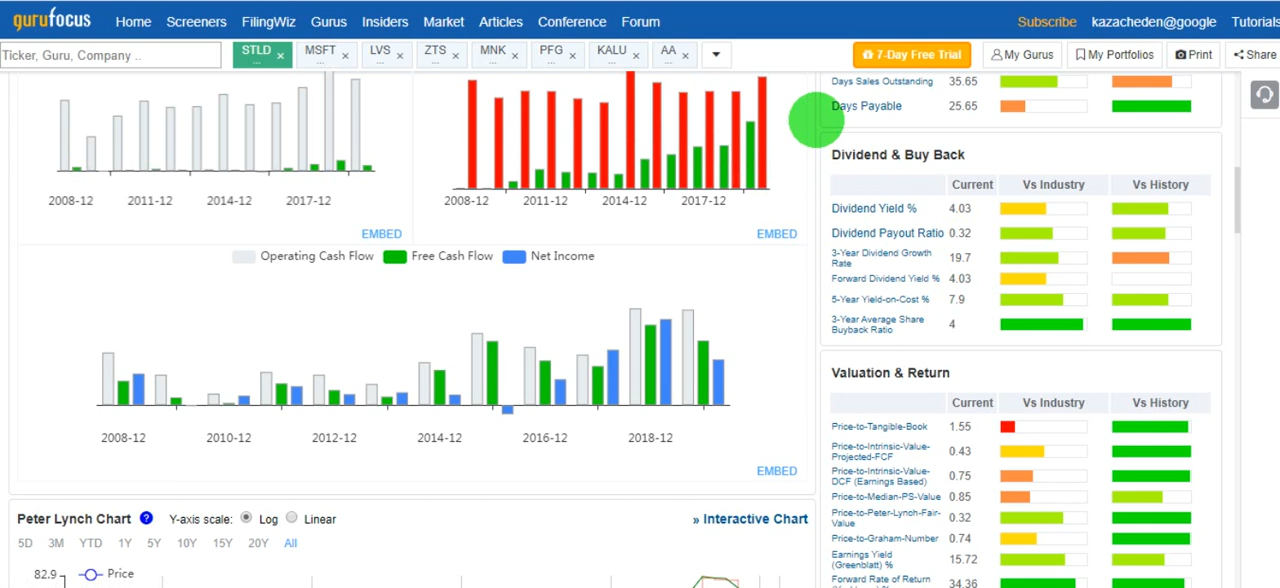 gurufocus Home Screeners FilingWiz Gurus Insiders Market Articles Conference Forum Subscribe kazacheden@google Tutorials
Ticker, Guru, Company .. STLD × ... MSFT × ... LVS × ... ZTS × ... MNK × ... PFG × ... KALU × ... AA × ... 7-Day Free Trial My Gurus My Portfolios Print Share
2008-12 2011-12 2014-12 2017-12
EMBED
2008-12 2011-12 2014-12 2017-12
EMBED
Operating Cash Flow Free Cash Flow Net Income
2008-12 2010-12 2012-12 2014-12 2016-12 2018-12
EMBED
Peter Lynch Chart ? Y-axis scale: Log Linear » Interactive Chart
5D 3M YTD 1Y 5Y 10Y 15Y 20Y All
82.9 Price
Days Sales Outstanding 35.65
Days Payable 25.65
Dividend & Buy Back
Current Vs Industry Vs History
Dividend Yield % 4.03
Dividend Payout Ratio 0.32
3-Year Dividend Growth
Rate 19.7
Forward Dividend Yield % 4.03
5-Year Yield-on-Cost % 7.9
3-Year Average Share
Buyback Ratio 4
Valuation & Return
Current Vs Industry Vs History
Price-to-Tangible-Book 1.55
Price-to-Intrinsic-Value-
Projected-FCF 0.43
Price-to-Intrinsic-Value-
DCF (Earnings Based) 0.75
Price-to-Median-PS-Value 0.85
Price-to-Peter-Lynch-Fair-
Value 0.32
Price-to-Graham-Number 0.74
Earnings Yield
(Greenblatt) % 15.72
Forward Rate of Return 34.36